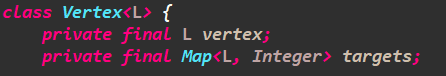 class Vertex<L> {
private final L vertex;
private final Map<L, Integer> targets;